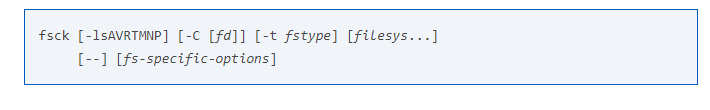 fsck [-lsAVRTMNP] [-C [fd]] [-t fstype] [filesys...]
[--] [fs-specific-options]